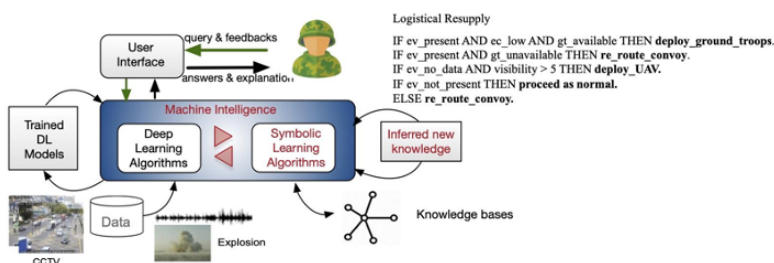 query & feedbacks
User
Interface
answers & explanation
Machine Intelligence
Trained
DL
Models
Deep
Learning
Algorithms
Symbolic
Learning
Algorithms
Inferred new
knowledge
Data
Explosion
Knowledge bases
CCTV
Logistical Resupply
IF ev_present AND ec_low AND gt_available THEN deploy_ground_troops.
IF ev_present AND gt_unavailable THEN re_route_convoy.
IF ev_no_data AND visibility > 5 THEN deploy_UAV.
IF ev_not_present THEN proceed as normal.
ELSE re_route_convoy.